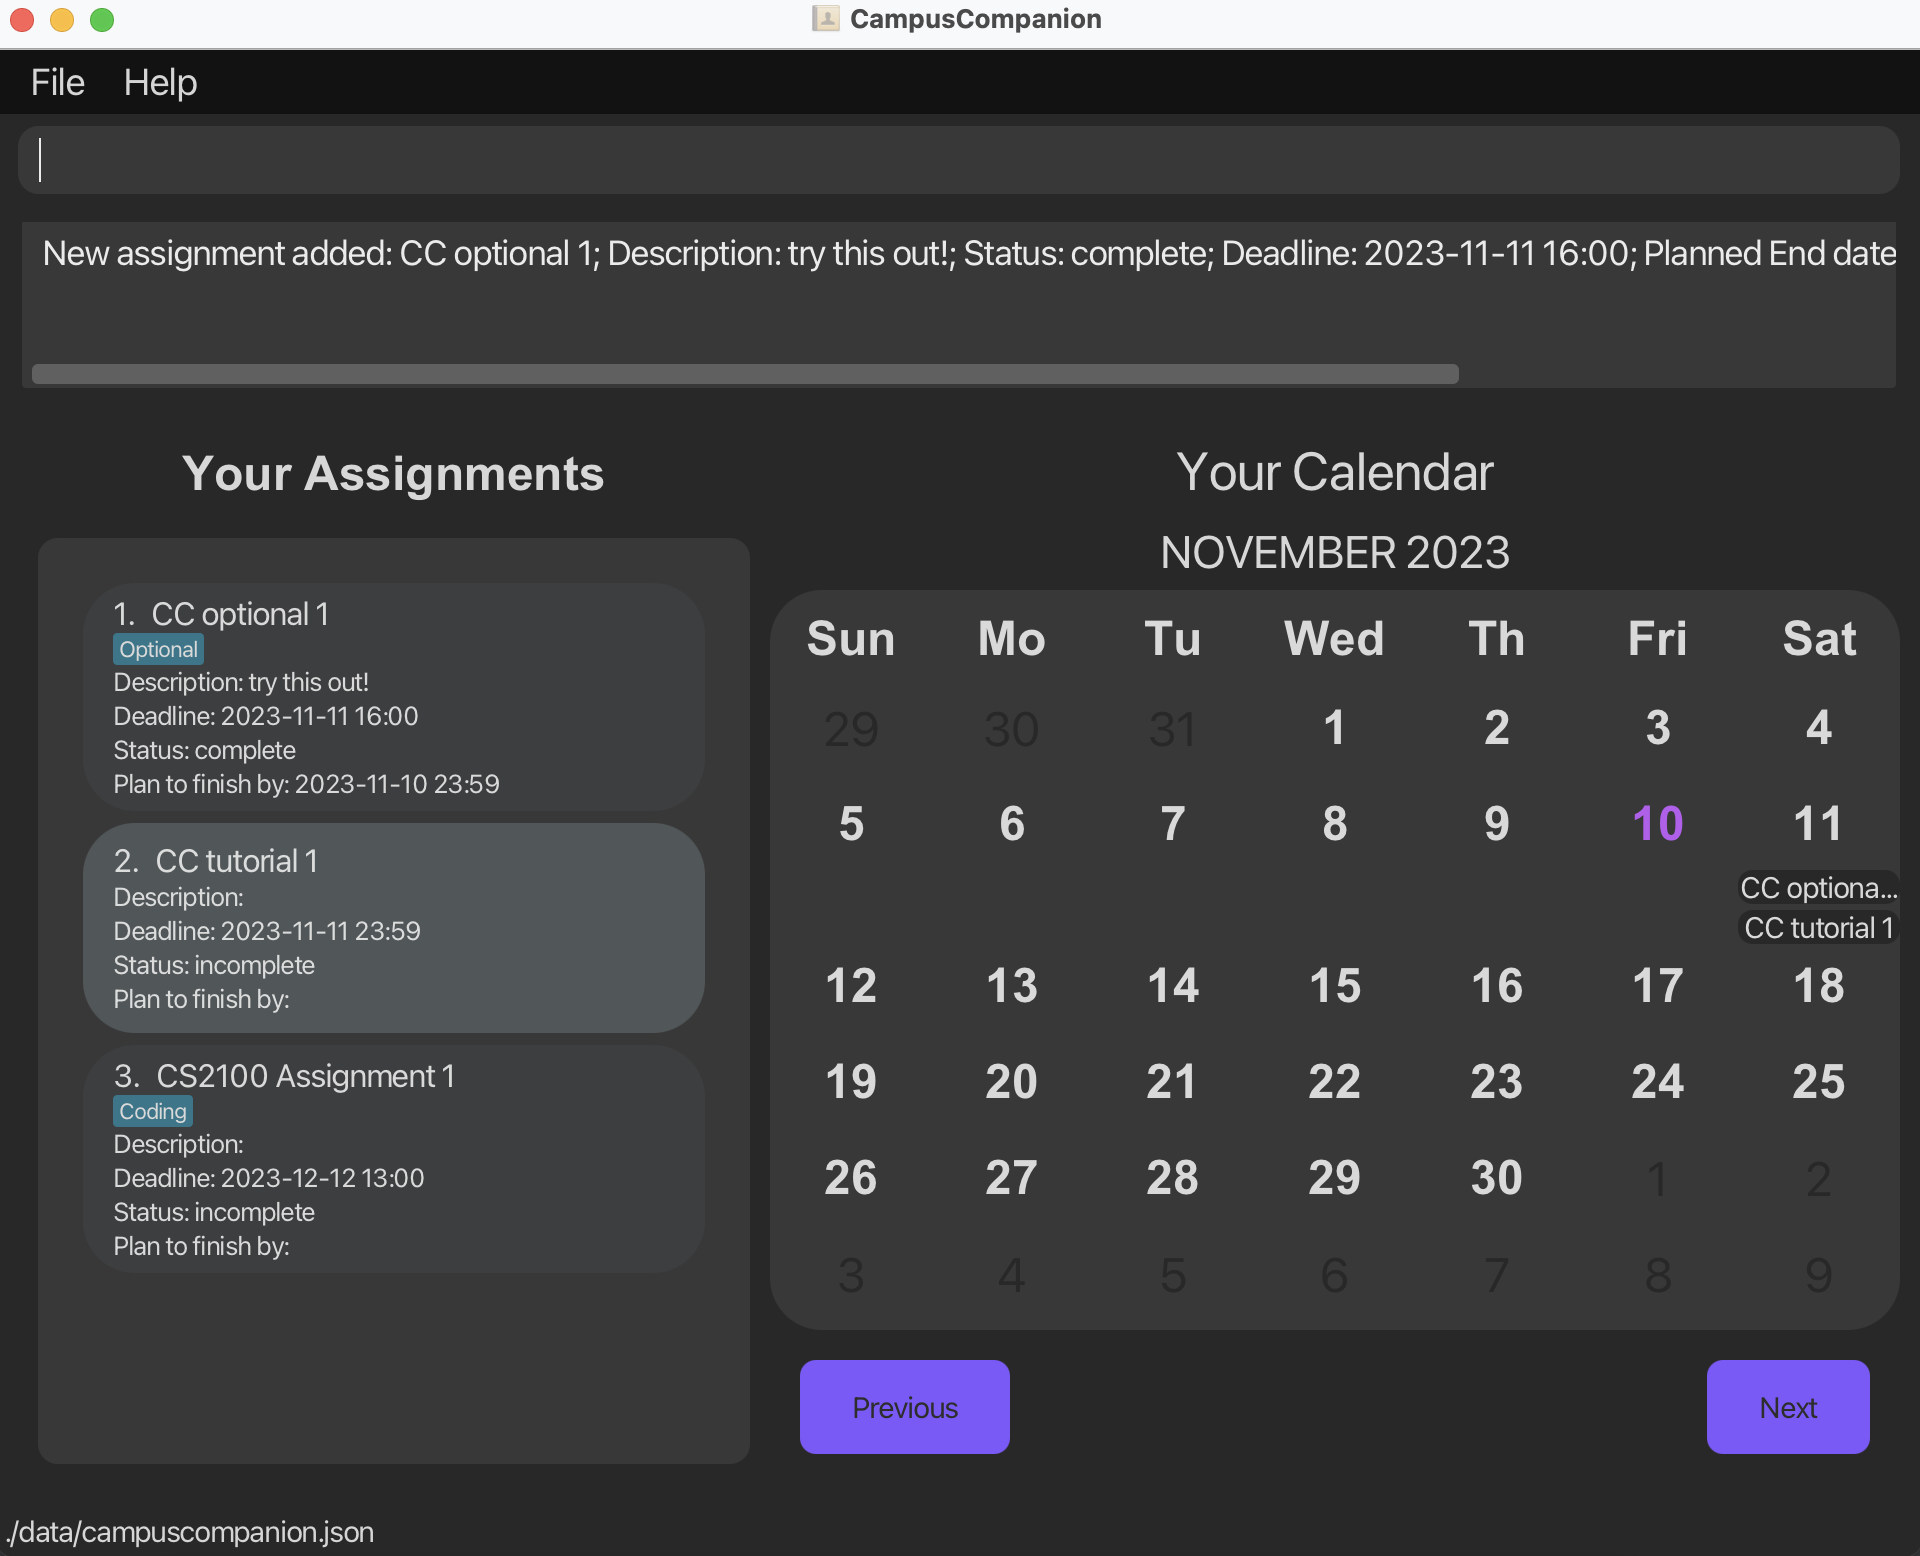 CampusCompanion
File Help
New assignment added: CC optional 1; Description: try this out!; Status: complete; Deadline: 2023-11-11 16:00; Planned End date
Your Assignments
1. CC optional 1
Optional
Description: try this out!
Deadline: 2023-11-11 16:00
Status: complete
Plan to finish by: 2023-11-10 23:59
2. CC tutorial 1
Description:
Deadline: 2023-11-11 23:59
Status: incomplete
Plan to finish by:
3. CS2100 Assignment 1
Coding
Description:
Deadline: 2023-12-12 13:00
Status: incomplete
Plan to finish by:
Your Calendar
NOVEMBER 2023
Sun Mo Tu Wed Th Fri Sat
29 30 31 1 2 3 4
5 6 7 8 9 10 11
CC optiona...
CC tutorial 1
12 13 14 15 16 17 18
19 20 21 22 23 24 25
26 27 28 29 30 1 2
3 4 5 6 7 8 9
Previous Next
./data/campuscompanion.json